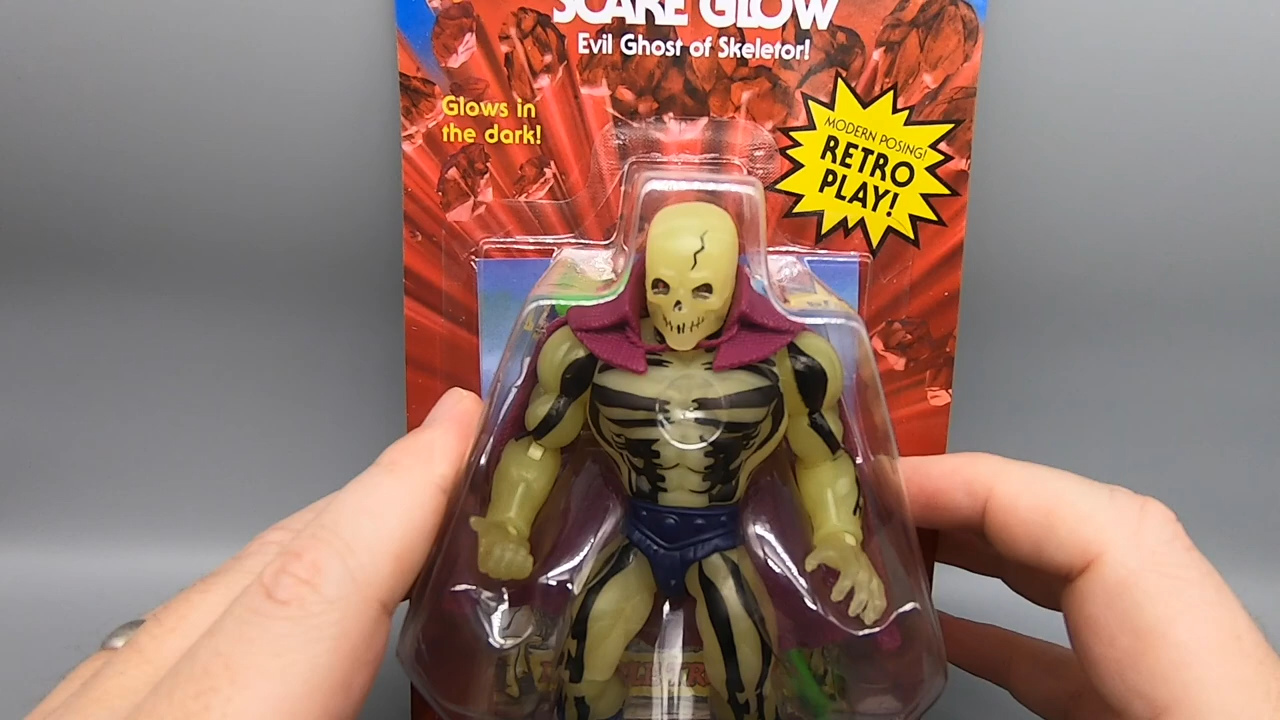 SCARE GLOW
Evil Ghost of Skeletor!
Glows in
the dark!
MODERN POSING!
RETRO
PLAY!